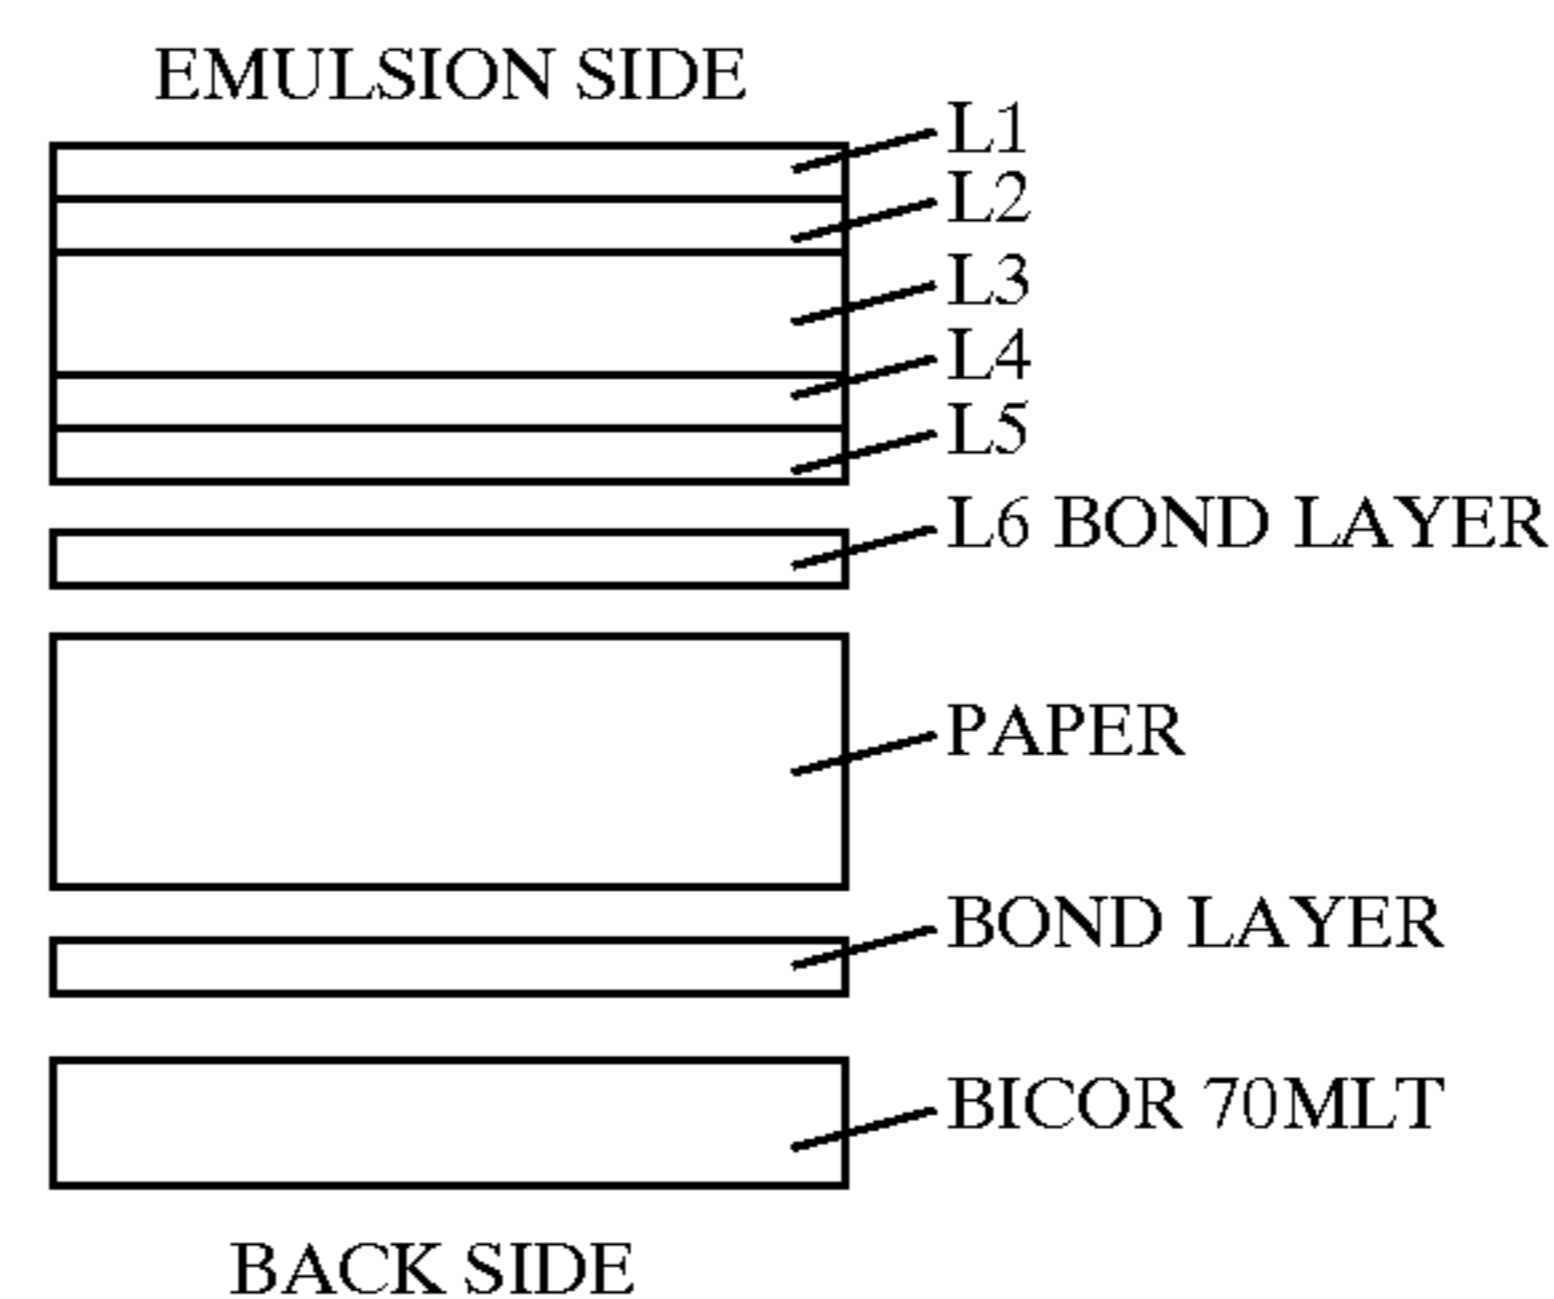 EMULSION SIDE
L1
L2
L3
L4
L5
L6 BOND LAYER
PAPER
BOND LAYER
BICOR 70MLT
BACK SIDE